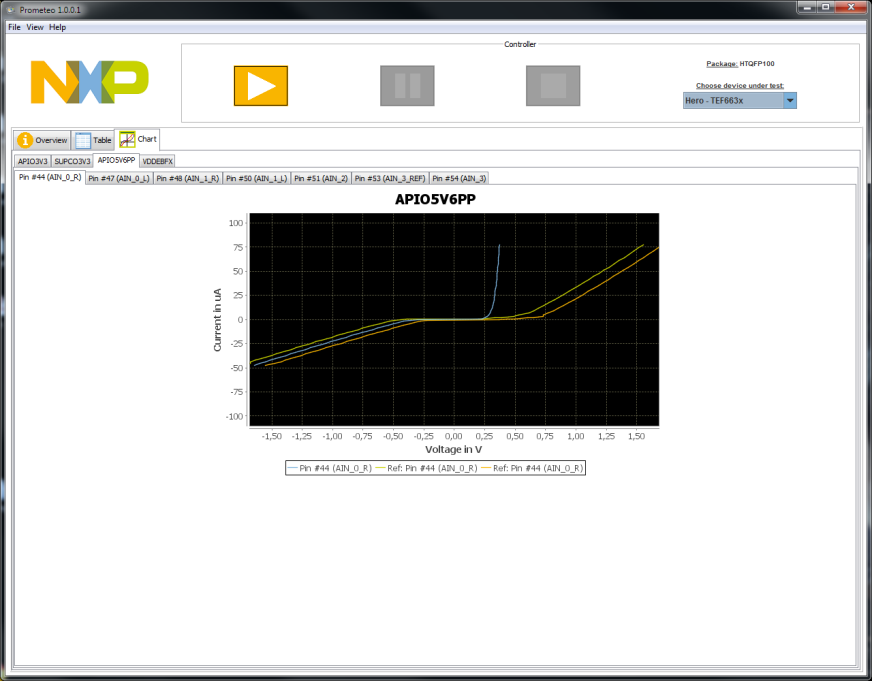 Prometeo 1.0.0.1
File View Help
NXP
Controller
Package: HTQFP100
Choose device under test:
Hero - TEF663x
Overview Table Chart
APIO3V3 SUPCO3V3 APIO5V6PP VDDEBFX
Pin #44 (AIN_0_R) Pin #47 (AIN_0_L) Pin #48 (AIN_1_R) Pin #50 (AIN_1_L) Pin #51 (AIN_2) Pin #53 (AIN_3_REF) Pin #54 (AIN_3)
APIO5V6PP
100
75
50
25
0
-25
-50
-75
-100
Current in uA
-1,50 -1,25 -1,00 -0,75 -0,50 -0,25 0,00 0,25 0,50 0,75 1,00 1,25 1,50
Voltage in V
Pin #44 (AIN_0_R) Ref: Pin #44 (AIN_0_R) Ref: Pin #44 (AIN_0_R)